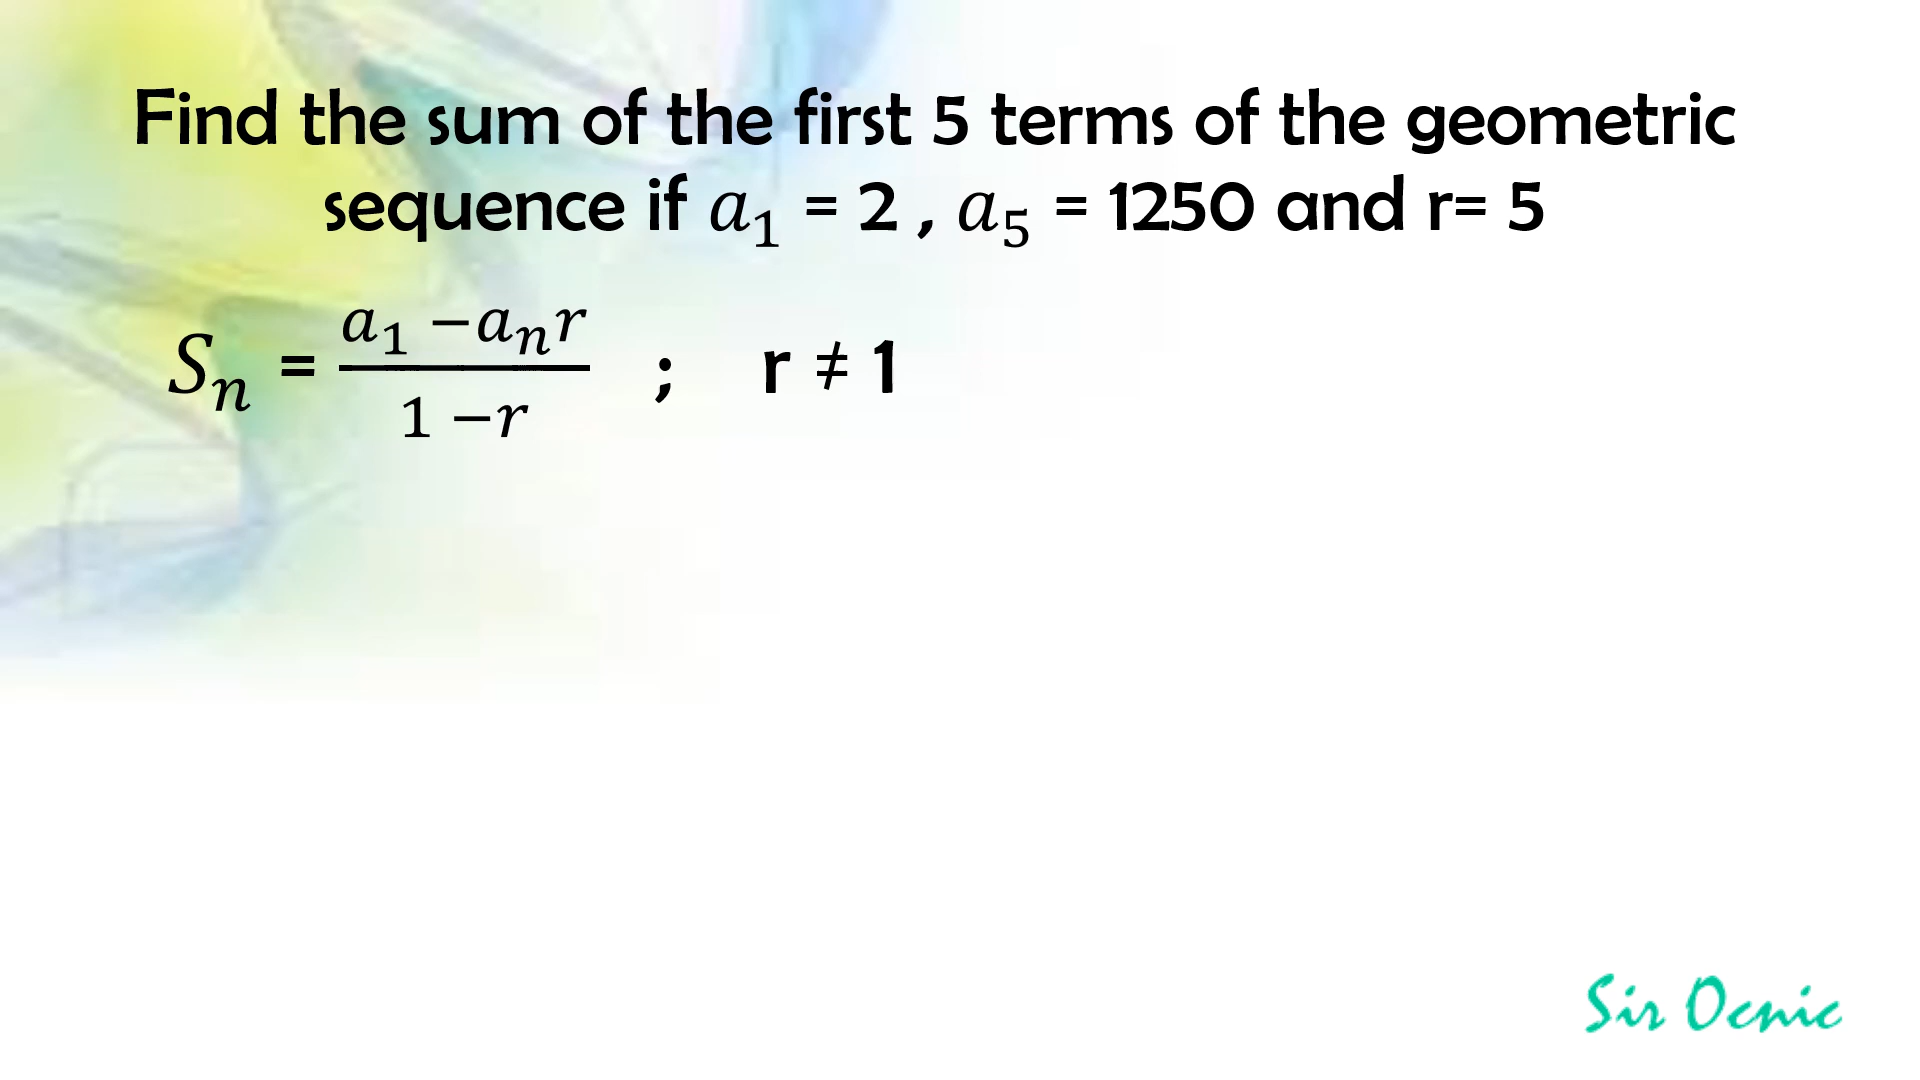 Find the sum of the first 5 terms of the geometric
sequence if 𝑎₁ = 2 , 𝑎₅ = 1250 and r= 5
𝑆ₙ = (𝑎₁ −𝑎ₙ𝑟)/(1 −𝑟) ; r ≠ 1
Sir Ocnic